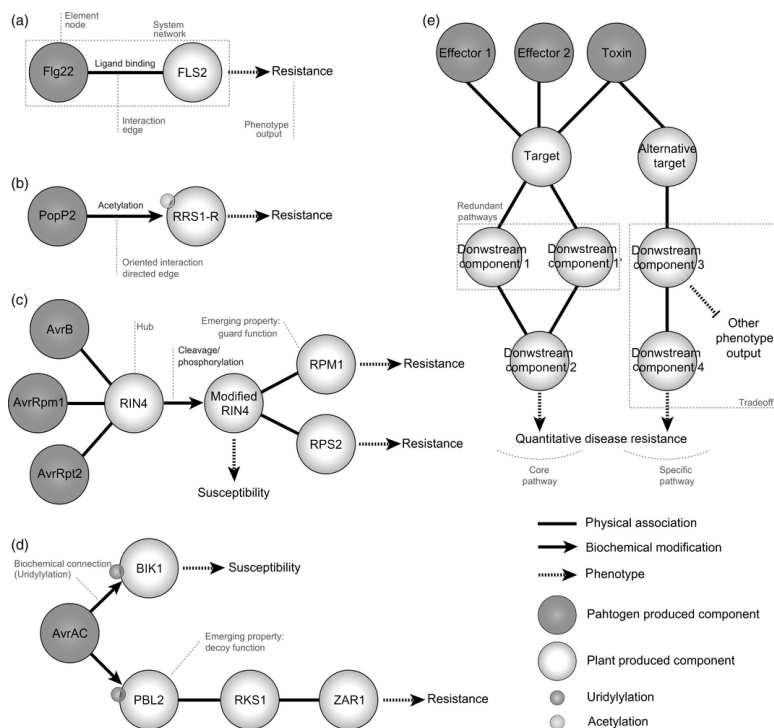 (a)
Element
node
System
network
Flg22
Ligand binding
FLS2
Resistance
Interaction
edge
Phenotype
output
(b)
PopP2
Acetylation
RRS1-R
Resistance
Oriented interaction
directed edge
(c)
AvrB
AvrRpm1
AvrRpt2
Hub
RIN4
Cleavage/
phosphorylation
Modified
RIN4
Emerging property:
guard function
RPM1
Resistance
RPS2
Resistance
Susceptibility
(d)
Biochemical connection
(Uridylylation)
AvrAC
BIK1
Susceptibility
Emerging property:
decoy function
PBL2
RKS1
ZAR1
Resistance
(e)
Effector 1
Effector 2
Toxin
Target
Alternative
target
Redundant
pathways
Donwstream
component 1
Donwstream
component 1'
Donwstream
component 3
Other
phenotype
output
Donwstream
component 2
Donwstream
component 4
Tradeoff
Quantitative disease resistance
Core
pathway
Specific
pathway
Physical association
Biochemical modification
Phenotype
Pahtogen produced component
Plant produced component
Uridylylation
Acetylation